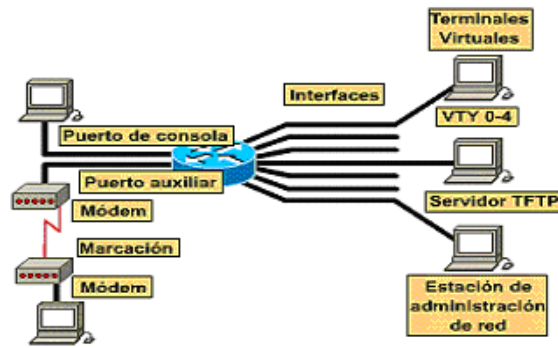 Terminales
Virtuales
Interfaces
VTY 0-4
Puerto de consola
Puerto auxiliar
Servidor TFTP
Módem
Marcación
Módem
Estación de
administración
de red